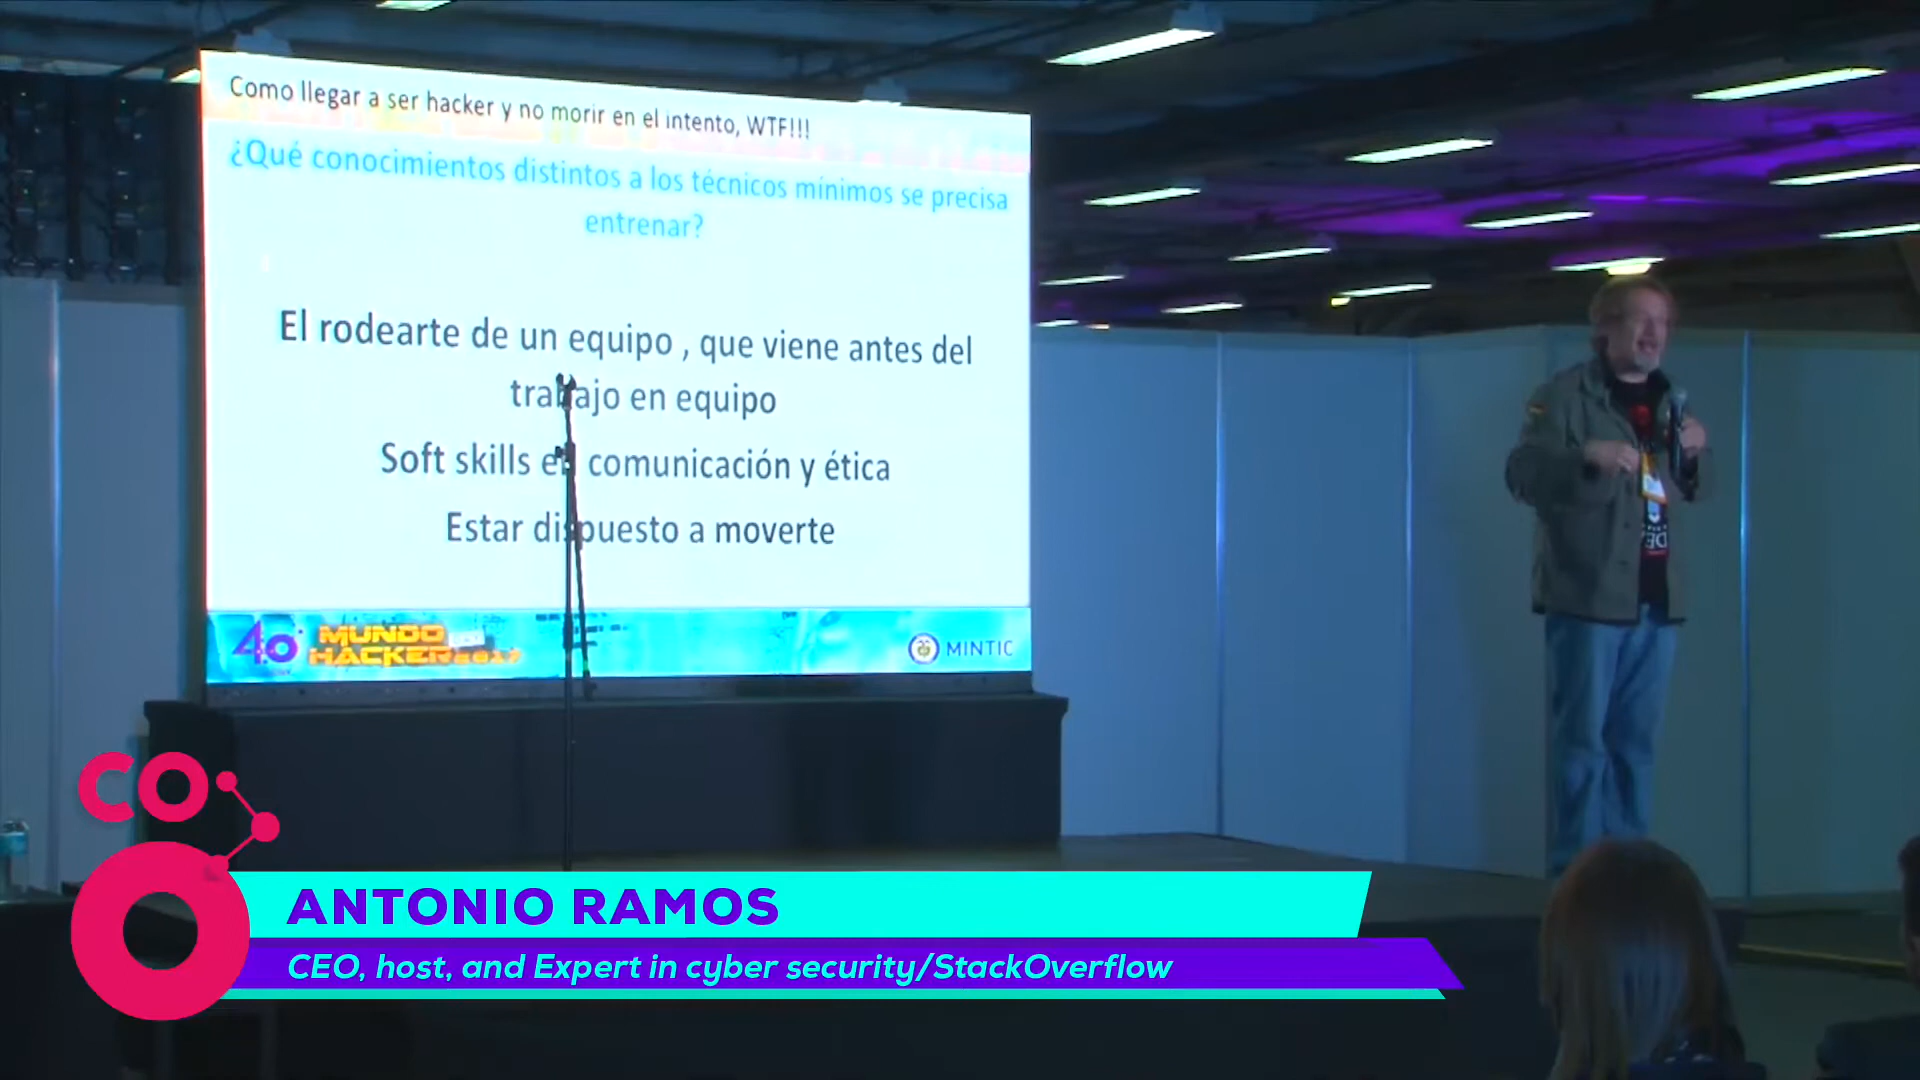 Como llegar a ser hacker y no morir en el intento, WTF!!!
¿Qué conocimientos distintos a los técnicos mínimos se precisa
entrenar?
El rodearte de un equipo , que viene antes del
trabajo en equipo
Soft skills en comunicación y ética
Estar dispuesto a moverte
4.0
MUNDO
HACKER 2017
MINTIC
CO
ANTONIO RAMOS
CEO, host, and Expert in cyber security/StackOverflow